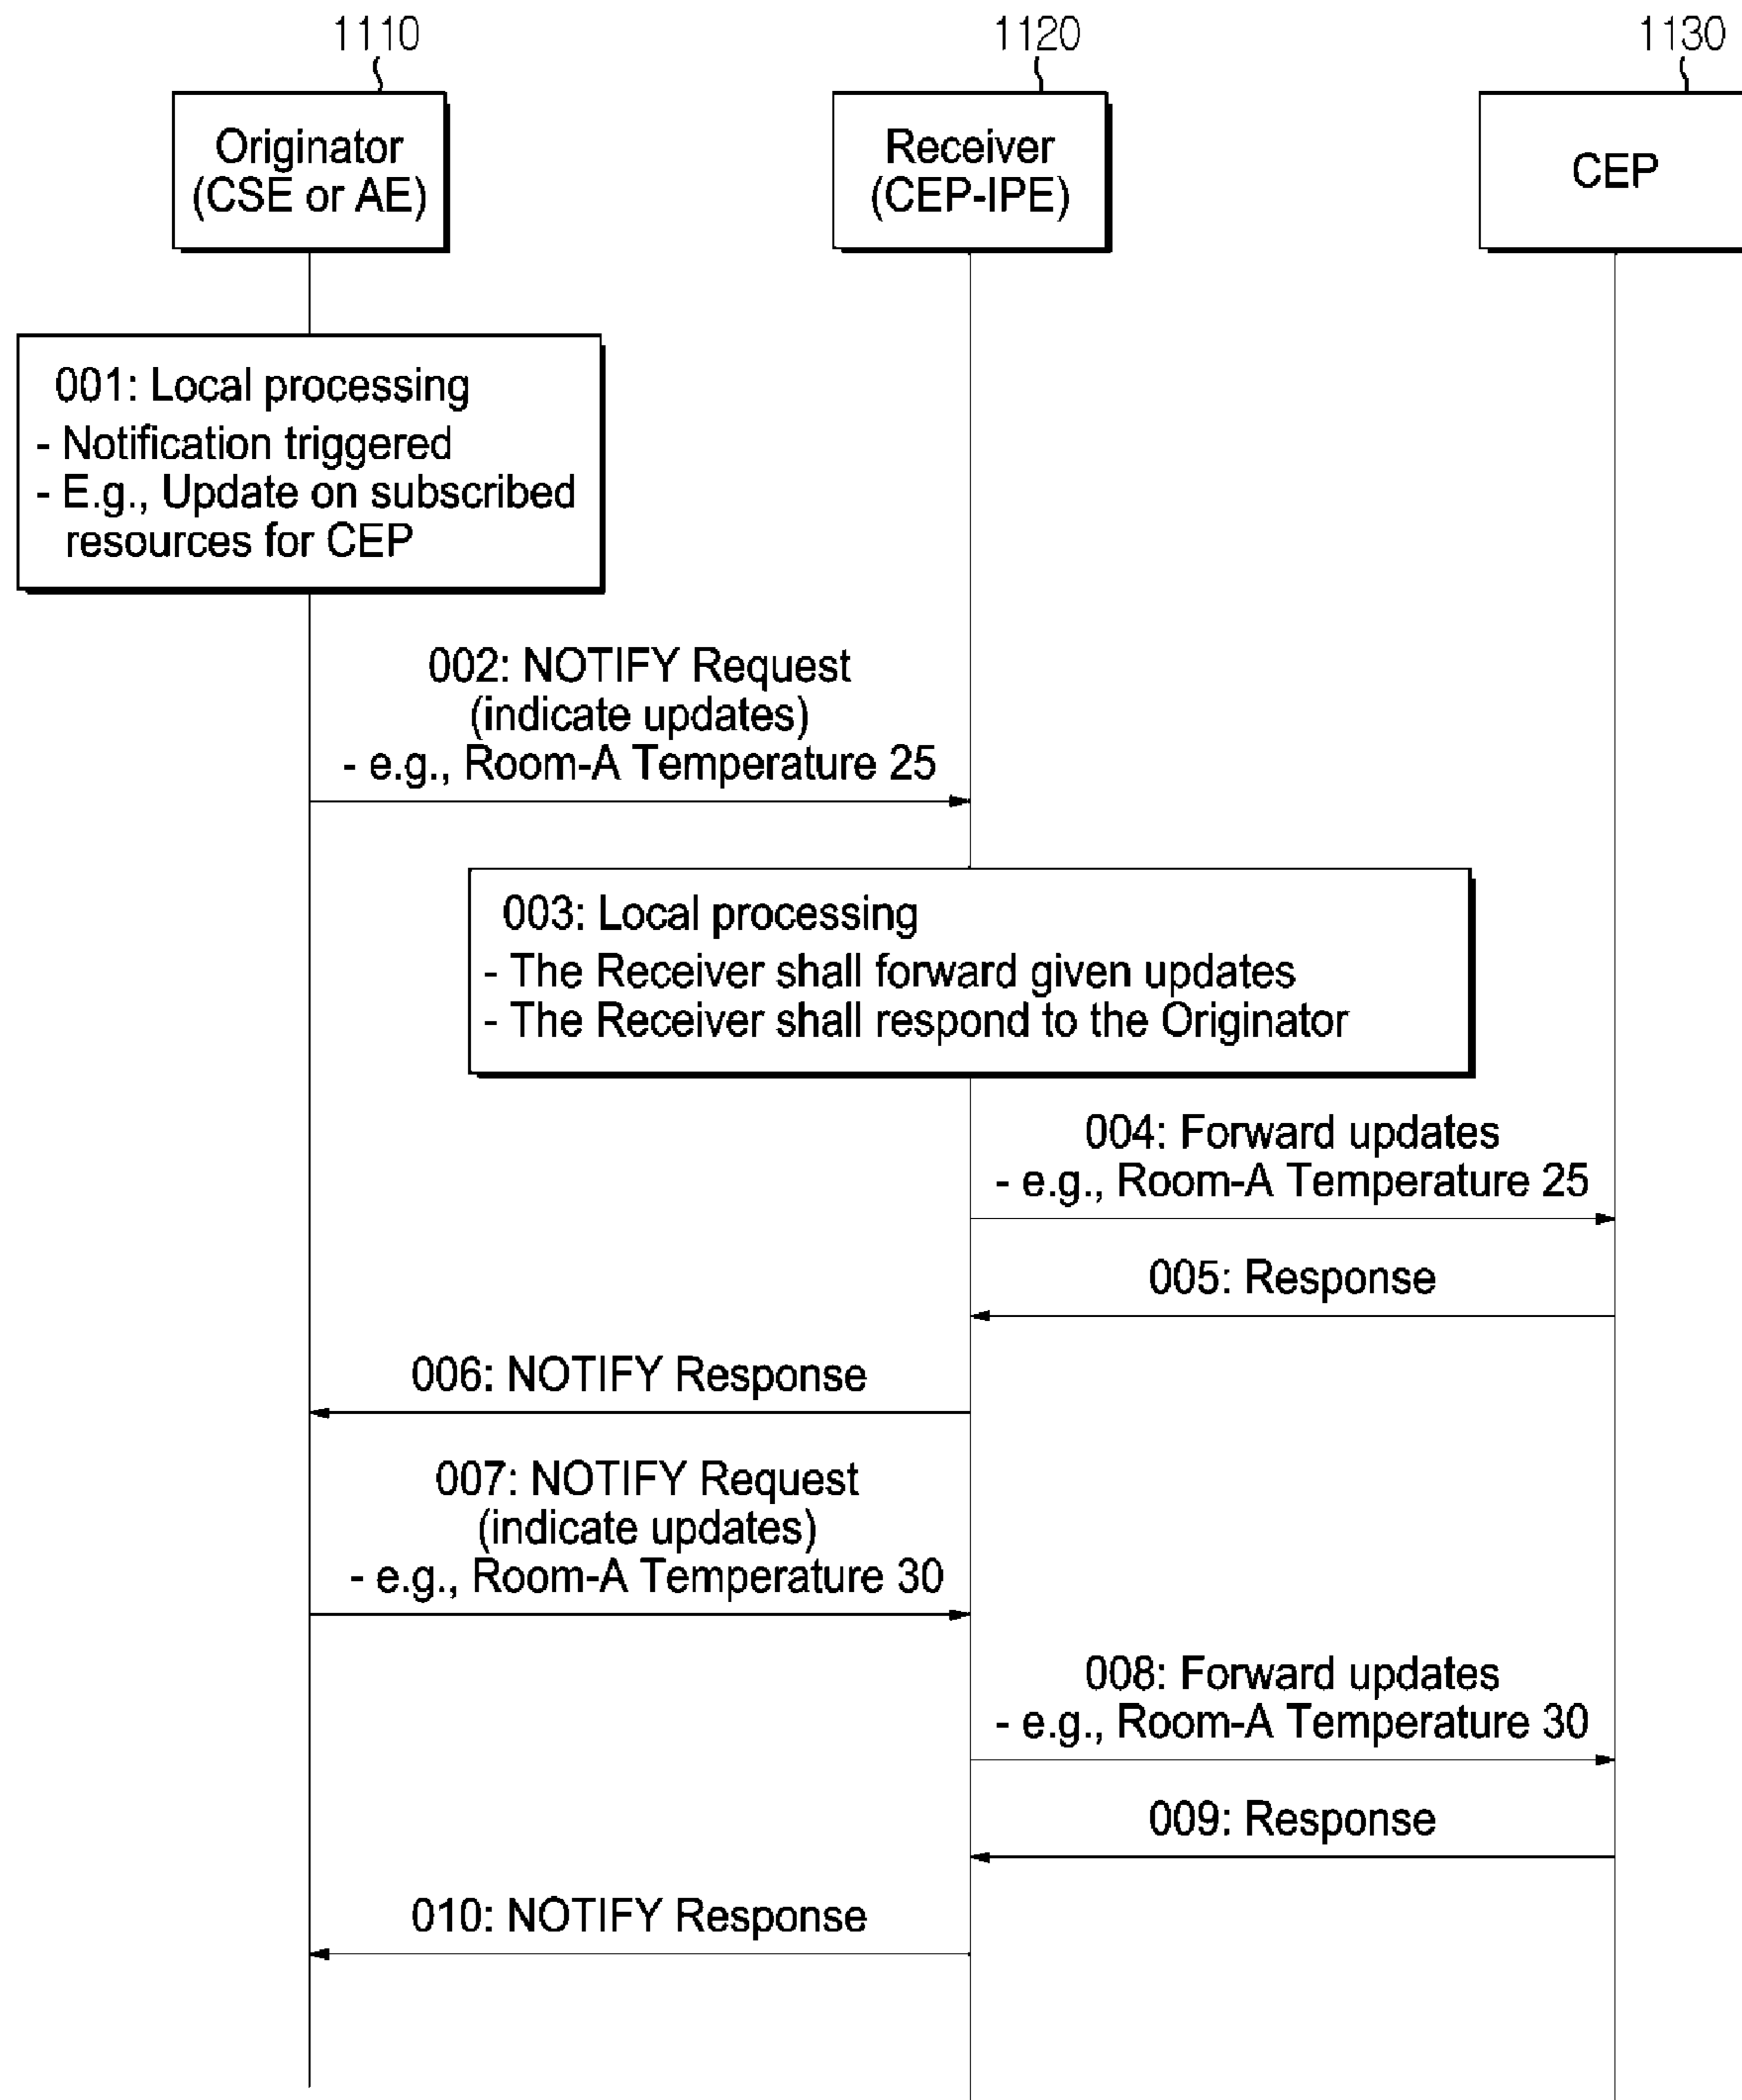 1110
1120
1130
Originator
(CSE or AE)
Receiver
(CEP-IPE)
CEP
001: Local processing
- Notification triggered
- E.g., Update on subscribed
resources for CEP
002: NOTIFY Request
(indicate updates)
- e.g., Room-A Temperature 25
003: Local processing
- The Receiver shall forward given updates
- The Receiver shall respond to the Originator
004: Forward updates
- e.g., Room-A Temperature 25
005: Response
006: NOTIFY Response
007: NOTIFY Request
(indicate updates)
- e.g., Room-A Temperature 30
008: Forward updates
- e.g., Room-A Temperature 30
009: Response
010: NOTIFY Response